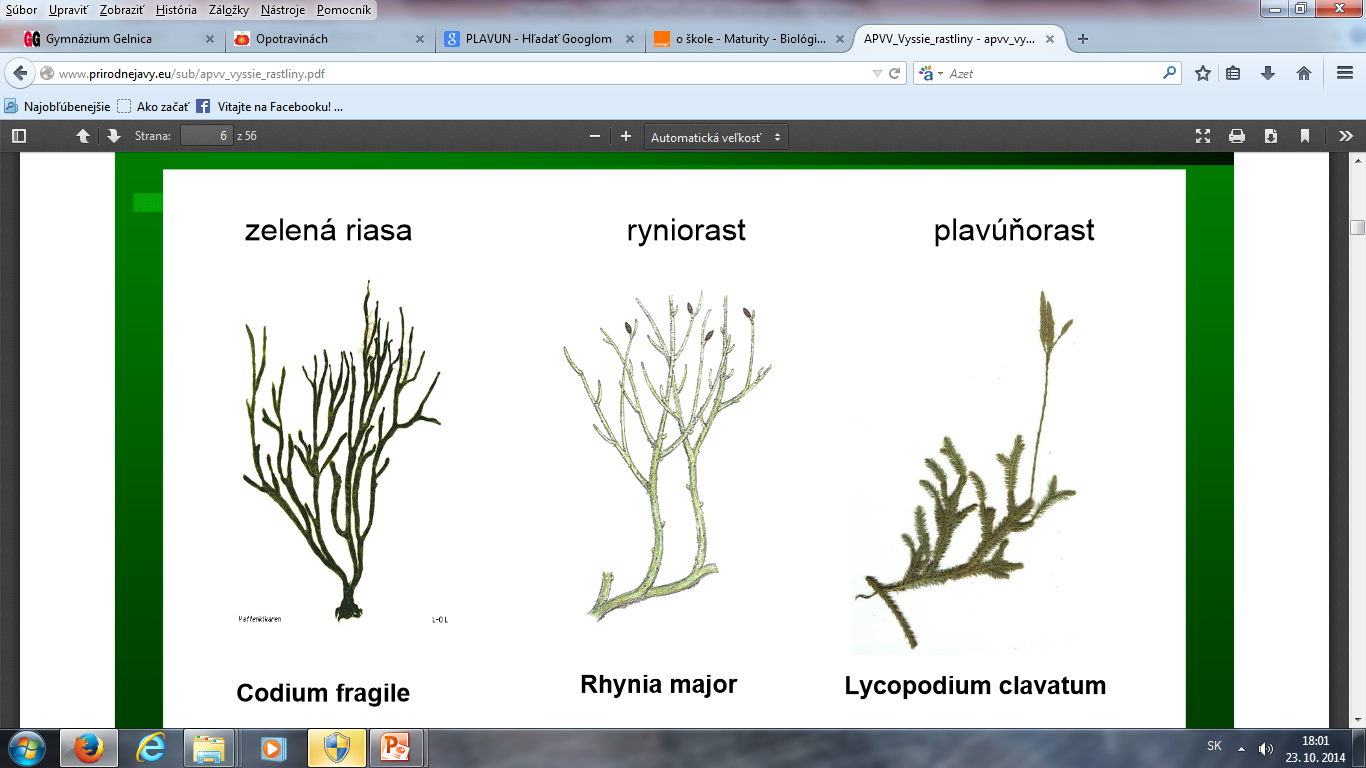 Súbor Upraviť Zobraziť História Záložky Nástroje Pomocník
Gymnázium Gelnica
Opotravinách
PLAVUN - Hľadať Googlom
o škole - Maturity - Biológi...
APVV_Vyssie_rastliny - apvv_vy...
www.prirodnejavy.eu/sub/apvv_vyssie_rastliny.pdf
Azet
Najobľúbenejšie Ako začať Vitajte na Facebooku! ...
Strana: 6 z 56 Automatická veľkosť
zelená riasa ryniorast plavúňorast
L-O L
Codium fragile Rhynia major Lycopodium clavatum
SK 18:01
23. 10. 2014